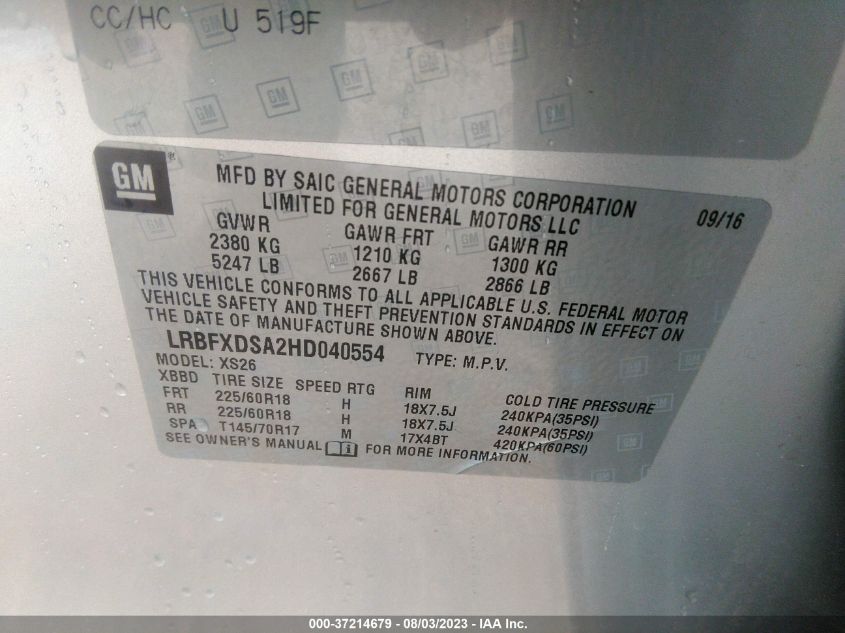 CC/HC U 519F
GM
MFD BY SAIC GENERAL MOTORS CORPORATION
LIMITED FOR GENERAL MOTORS LLC
09/16
GVWR GAWR FRT GAWR RR
2380 KG 1210 KG 1300 KG
5247 LB 2667 LB 2866 LB
THIS VEHICLE CONFORMS TO ALL APPLICABLE U.S. FEDERAL MOTOR
VEHICLE SAFETY AND THEFT PREVENTION STANDARDS IN EFFECT ON
THE DATE OF MANUFACTURE SHOWN ABOVE.
LRBFXDSA2HD040554 TYPE: M.P.V.
MODEL: XS26
XBBD TIRE SIZE SPEED RTG RIM COLD TIRE PRESSURE
FRT 225/60R18 H 18X7.5J 240KPA(35PSI)
RR 225/60R18 H 18X7.5J 240KPA(35PSI)
SPA T145/70R17 M 17X4BT 420KPA(60PSI)
SEE OWNER'S MANUAL FOR MORE INFORMATION.
000-37214679 - 08/03/2023 - IAA Inc.